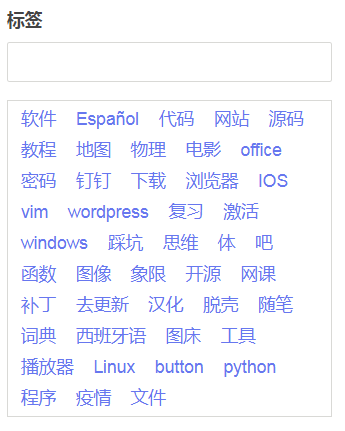 标签
软件 Español 代码 网站 源码
教程 地图 物理 电影 office
密码 钉钉 下载 浏览器 IOS
vim wordpress 复习 激活
windows 踩坑 思维 体 吧
函数 图像 象限 开源 网课
补丁 去更新 汉化 脱壳 随笔
词典 西班牙语 图床 工具
播放器 Linux button python
程序 疫情 文件